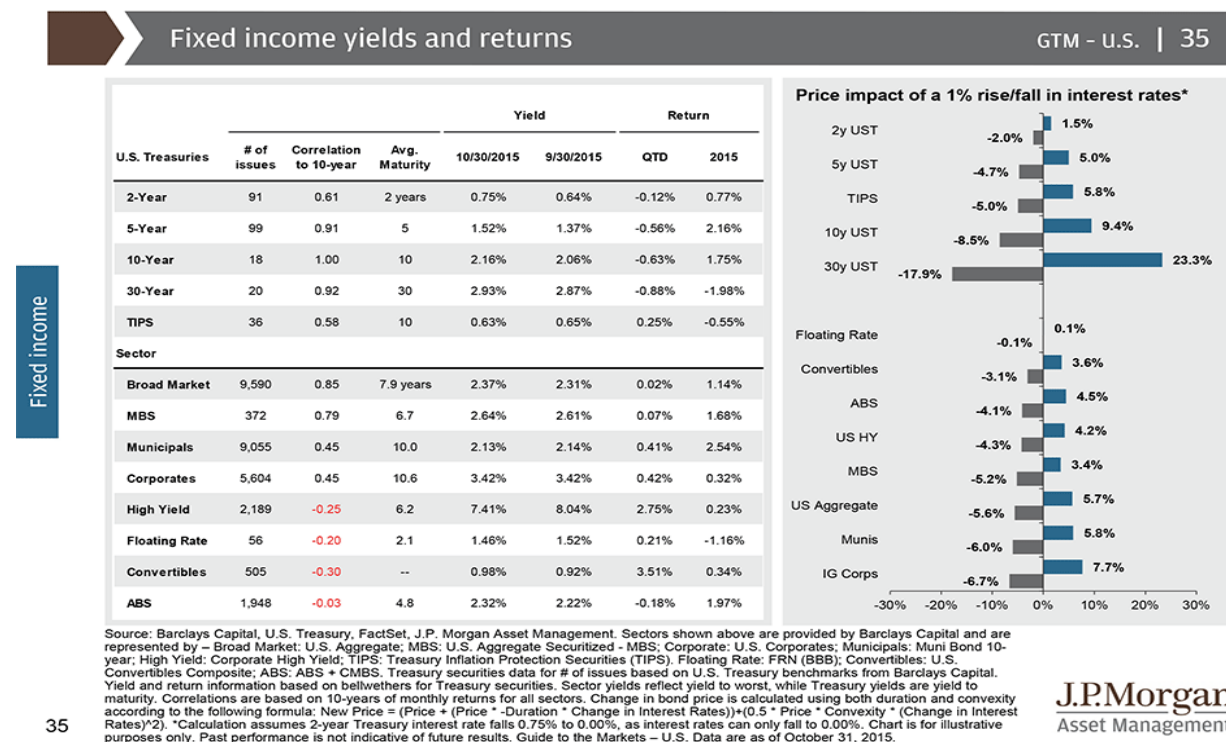 Fixed income yields and returns
GTM – U.S. | 35
Fixed income
Yield Return
U.S. Treasuries # of issues Correlation to 10-year Avg. Maturity 10/30/2015 9/30/2015 QTD 2015
2-Year 91 0.61 2 years 0.75% 0.64% -0.12% 0.77%
5-Year 99 0.91 5 1.52% 1.37% -0.56% 2.16%
10-Year 18 1.00 10 2.16% 2.06% -0.63% 1.75%
30-Year 20 0.92 30 2.93% 2.87% -0.88% -1.98%
TIPS 36 0.58 10 0.63% 0.65% 0.25% -0.55%
Sector
Broad Market 9,590 0.85 7.9 years 2.37% 2.31% 0.02% 1.14%
MBS 372 0.79 6.7 2.64% 2.61% 0.07% 1.68%
Municipals 9,055 0.45 10.0 2.13% 2.14% 0.41% 2.54%
Corporates 5,604 0.45 10.6 3.42% 3.42% 0.42% 0.32%
High Yield 2,189 -0.25 6.2 7.41% 8.04% 2.75% 0.23%
Floating Rate 56 -0.20 2.1 1.46% 1.52% 0.21% -1.16%
Convertibles 505 -0.30 -- 0.98% 0.92% 3.51% 0.34%
ABS 1,948 -0.03 4.8 2.32% 2.22% -0.18% 1.97%
Price impact of a 1% rise/fall in interest rates*
2y UST -2.0% 1.5%
5y UST -4.7% 5.0%
TIPS -5.0% 5.8%
10y UST -8.5% 9.4%
30y UST -17.9% 23.3%
Floating Rate -0.1% 0.1%
Convertibles -3.1% 3.6%
ABS -4.1% 4.5%
US HY -4.3% 4.2%
MBS -5.2% 3.4%
US Aggregate -5.6% 5.7%
Munis -6.0% 5.8%
IG Corps -6.7% 7.7%
-30% -20% -10% 0% 10% 20% 30%
Source: Barclays Capital, U.S. Treasury, FactSet, J.P. Morgan Asset Management. Sectors shown above are provided by Barclays Capital and are
represented by – Broad Market: U.S. Aggregate; MBS: U.S. Aggregate Securitized - MBS; Corporate: U.S. Corporates; Municipals: Muni Bond 10-
year; High Yield: Corporate High Yield; TIPS: Treasury Inflation Protection Securities (TIPS). Floating Rate: FRN (BBB); Convertibles: U.S.
Convertibles Composite; ABS: ABS + CMBS. Treasury securities data for # of issues based on U.S. Treasury benchmarks from Barclays Capital.
Yield and return information based on bellwethers for Treasury securities. Sector yields reflect yield to worst, while Treasury yields are yield to
maturity. Correlations are based on 10-years of monthly returns for all sectors. Change in bond price is calculated using both duration and convexity
according to the following formula: New Price = (Price + (Price * -Duration * Change in Interest Rates))+(0.5 * Price * Convexity * (Change in Interest
Rates)^2). *Calculation assumes 2-year Treasury interest rate falls 0.75% to 0.00%, as interest rates can only fall to 0.00%. Chart is for illustrative
purposes only. Past performance is not indicative of future results. Guide to the Markets – U.S. Data are as of October 31, 2015.
35
J.P.Morgan
Asset Management